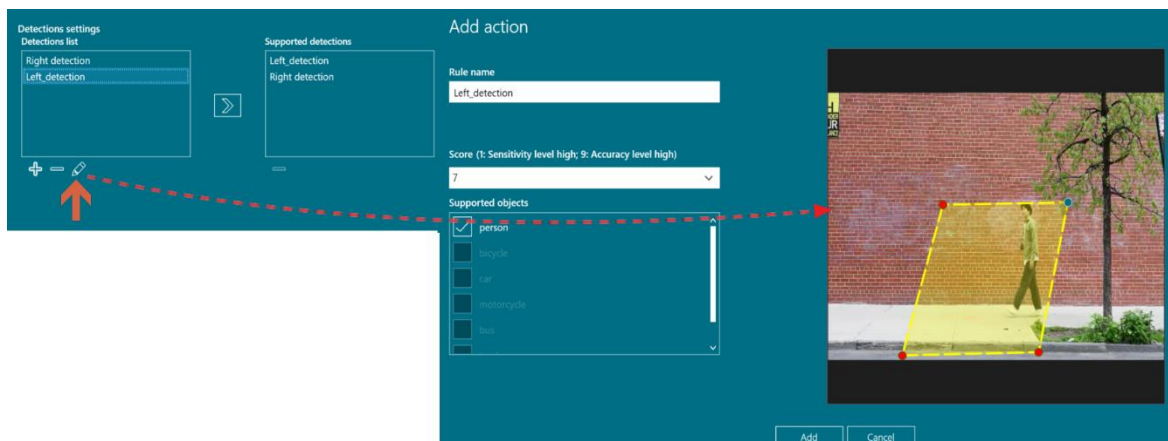 Detections settings
Detections list
Right detection
Left_detection
Supported detections
Left_detection
Right detection
Add action
Rule name
Left_detection
Score (1: Sensitivity level high; 9: Accuracy level high)
7
Supported objects
person
bicycle
car
motorcycle
bus
UR
Add
Cancel